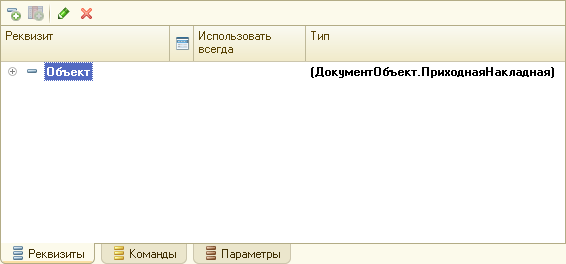 Реквизит Использовать всегда Тип
Объект (ДокументОбъект.ПриходнаяНакладная)
Реквизиты Команды Параметры